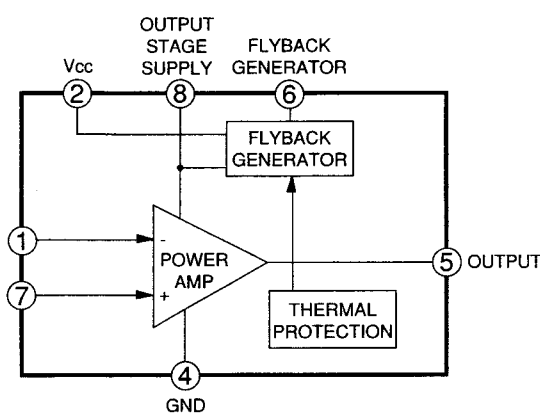 OUTPUT
STAGE
SUPPLY
FLYBACK
GENERATOR
Vcc
2
8
6
FLYBACK
GENERATOR
1
-
POWER
AMP
7
+
5 OUTPUT
THERMAL
PROTECTION
4
GND